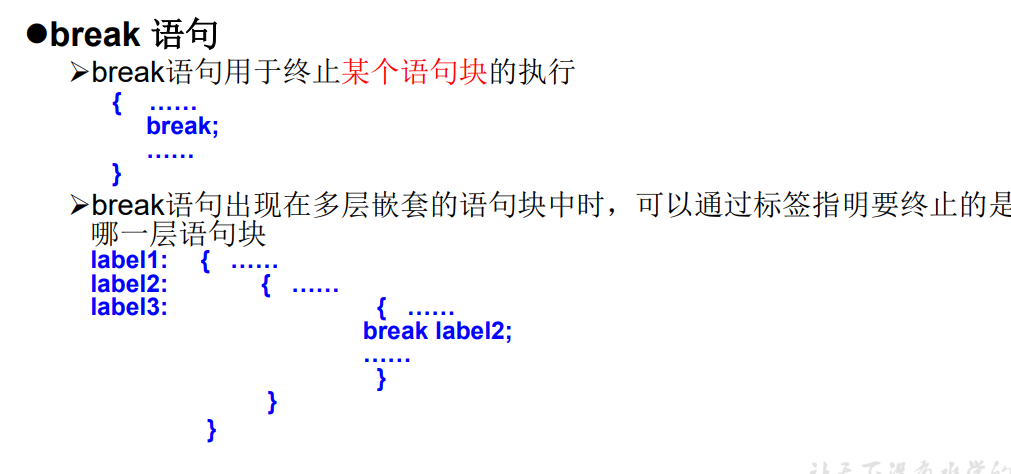 ●break 语句
➢break语句用于终止某个语句块的执行
{ ……
break;
……
}
➢break语句出现在多层嵌套的语句块中时，可以通过标签指明要终止的是
哪一层语句块
label1: { ……
label2: { ……
label3: { ……
break label2;
……
}
}
}